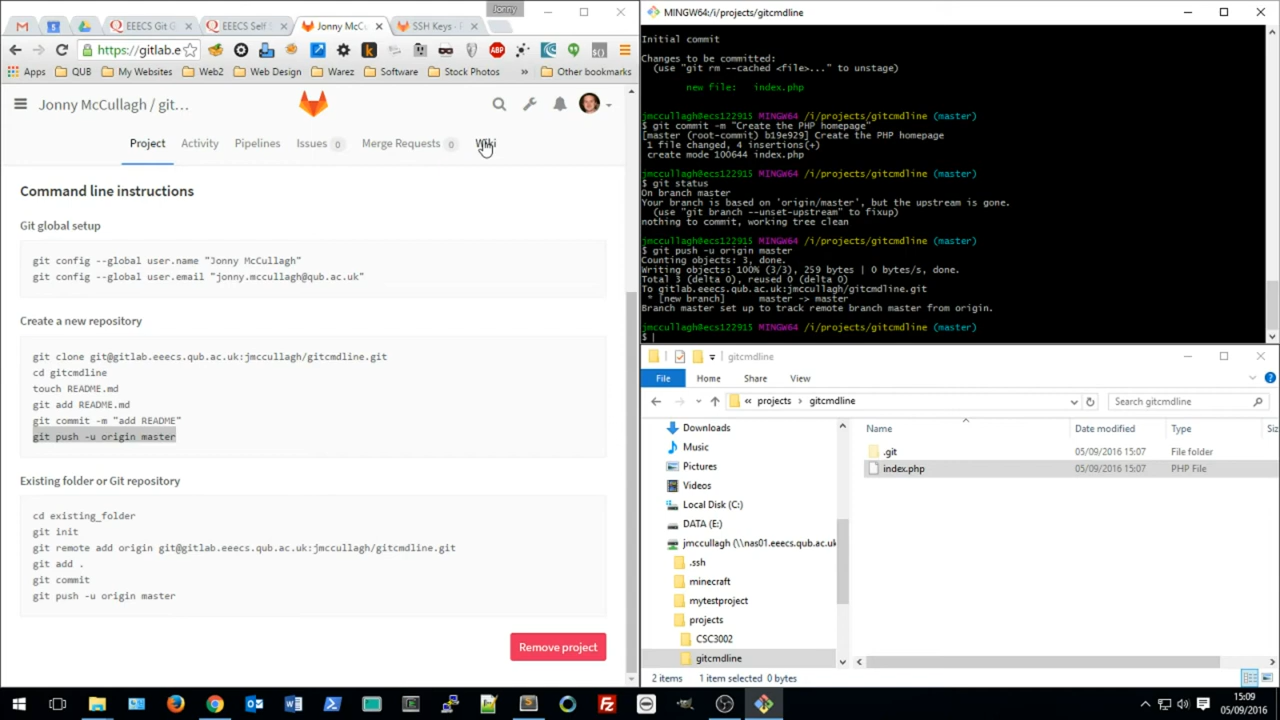 Jonny
EEECS Git G
EEECS Self S
Jonny McC
SSH Keys -
https://gitlab.e
ABP
Apps
QUB
My Websites
Web2
Web Design
Warez
Software
Stock Photos
»
Other bookmarks
Jonny McCullagh / git...
Project
Activity
Pipelines
Issues 0
Merge Requests 0
Wiki
Command line instructions
Git global setup
git config --global user.name "Jonny McCullagh"
git config --global user.email "jonny.mccullagh@qub.ac.uk"
Create a new repository
git clone git@gitlab.eeecs.qub.ac.uk:jmccullagh/gitcmdline.git
cd gitcmdline
touch README.md
git add README.md
git commit -m "add README"
git push -u origin master
Existing folder or Git repository
cd existing_folder
git init
git remote add origin git@gitlab.eeecs.qub.ac.uk:jmccullagh/gitcmdline.git
git add .
git commit
git push -u origin master
Remove project
MINGW64:/i/projects/gitcmdline
Initial commit
Changes to be committed:
(use "git rm --cached <file>..." to unstage)
new file: index.php
jmccullagh@ecs122915 MINGW64 /i/projects/gitcmdline (master)
$ git commit -m "Create the PHP homepage"
[master (root-commit) b19e929] Create the PHP homepage
1 file changed, 4 insertions(+)
create mode 100644 index.php
jmccullagh@ecs122915 MINGW64 /i/projects/gitcmdline (master)
$ git status
On branch master
Your branch is based on 'origin/master', but the upstream is gone.
(use "git branch --unset-upstream" to fixup)
nothing to commit, working tree clean
jmccullagh@ecs122915 MINGW64 /i/projects/gitcmdline (master)
$ git push -u origin master
Counting objects: 3, done.
Writing objects: 100% (3/3), 259 bytes | 0 bytes/s, done.
Total 3 (delta 0), reused 0 (delta 0)
To gitlab.eeecs.qub.ac.uk:jmccullagh/gitcmdline.git
* [new branch] master -> master
Branch master set up to track remote branch master from origin.
jmccullagh@ecs122915 MINGW64 /i/projects/gitcmdline (master)
$
gitcmdline
File
Home
Share
View
« projects › gitcmdline
Search gitcmdline
Name
Date modified
Type
Siz
Downloads
Music
Pictures
Videos
Local Disk (C:)
DATA (E:)
jmccullagh (\\nas01.eeecs.qub.ac.uk
.ssh
minecraft
mytestproject
projects
CSC3002
gitcmdline
.git 05/09/2016 15:07 File folder
index.php 05/09/2016 15:07 PHP File
2 items 1 item selected 0 bytes
15:09
05/09/2016